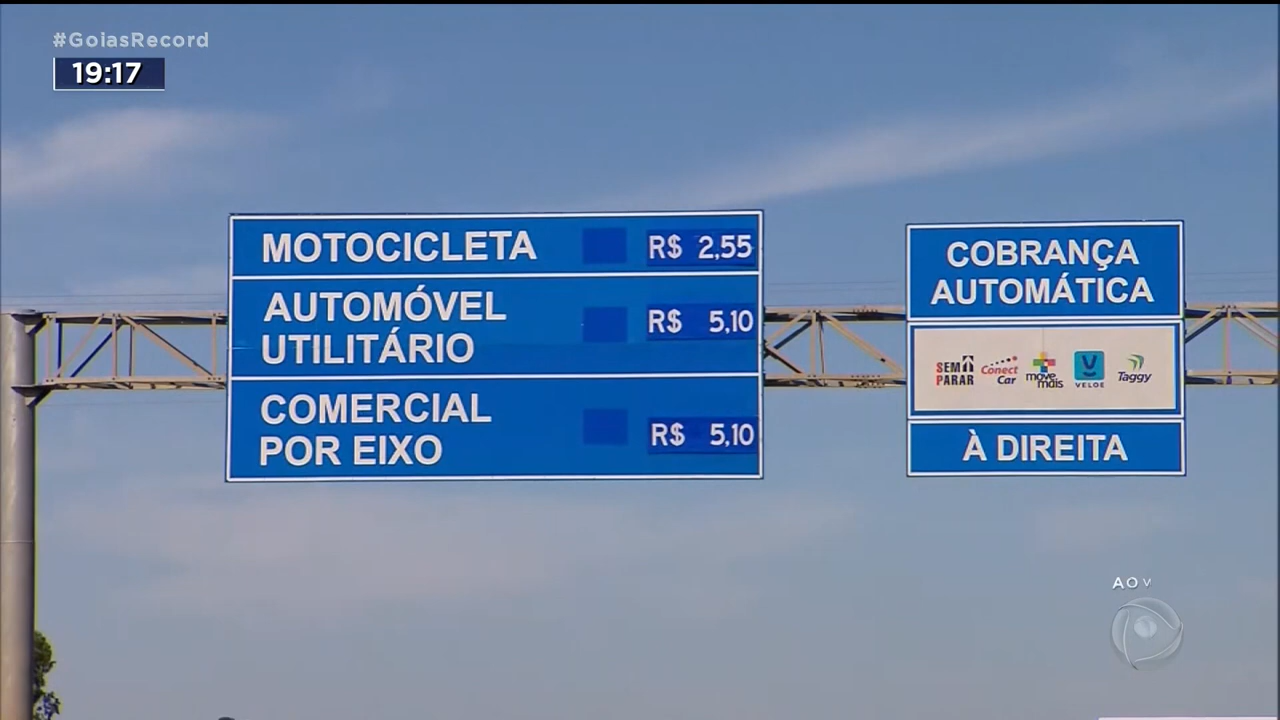 #GoiasRecord
19:17
MOTOCICLETA R$ 2,55
AUTOMÓVEL
UTILITÁRIO
R$ 5,10
COMERCIAL
POR EIXO
R$ 5,10
COBRANÇA
AUTOMÁTICA
SEM PARAR
Conect Car
move mais
VELOE
Taggy
À DIREITA
AO V